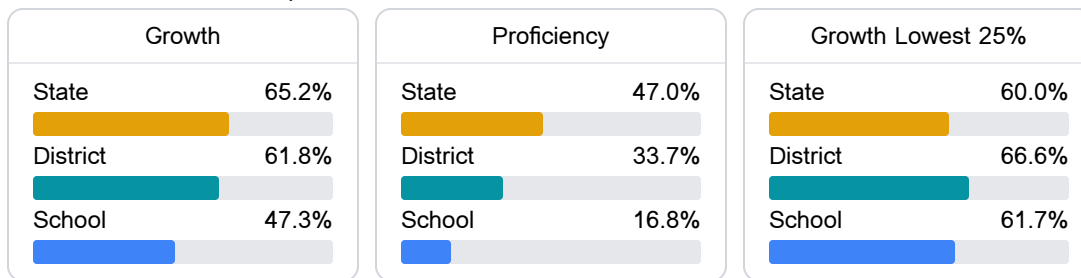 Growth
State 65.2%
District 61.8%
School 47.3%
Proficiency
State 47.0%
District 33.7%
School 16.8%
Growth Lowest 25%
State 60.0%
District 66.6%
School 61.7%